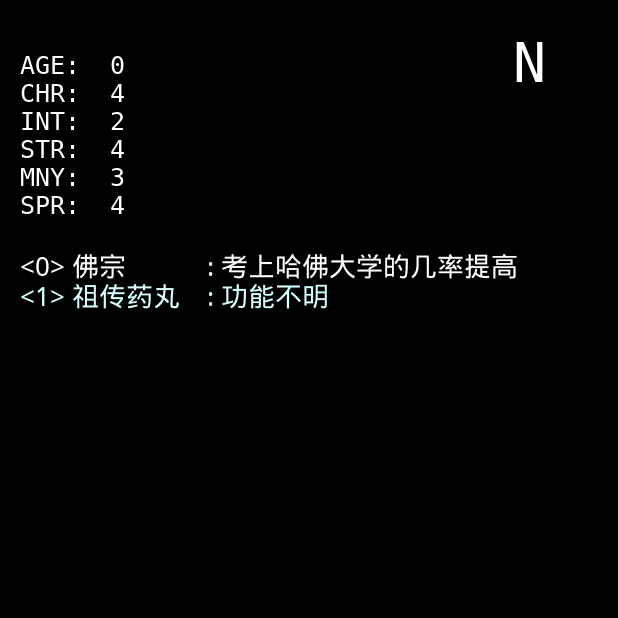 N
AGE: 0
CHR: 4
INT: 2
STR: 4
MNY: 3
SPR: 4
<0> 佛宗 : 考上哈佛大学的几率提高
<1> 祖传药丸 : 功能不明